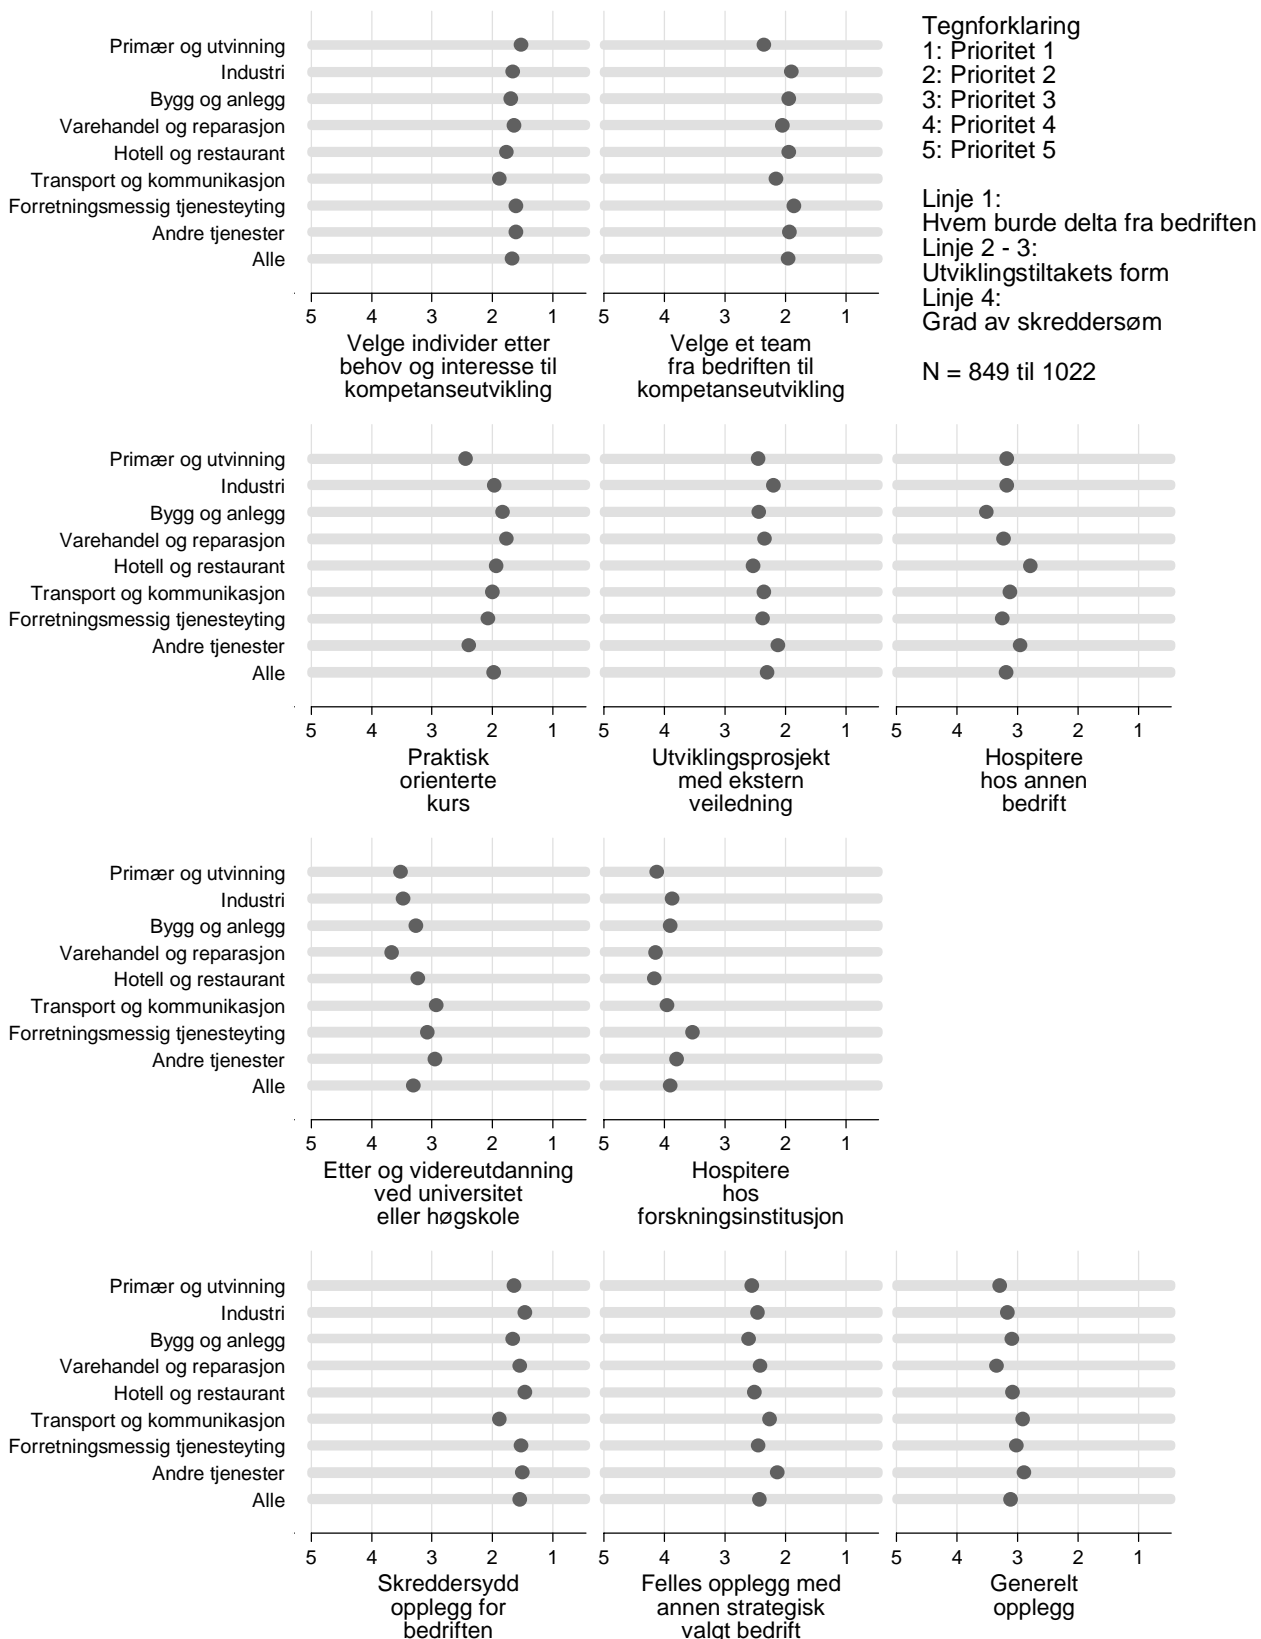 Tegnforklaring
1: Prioritet 1
2: Prioritet 2
3: Prioritet 3
4: Prioritet 4
5: Prioritet 5
Linje 1:
Hvem burde delta fra bedriften
Linje 2 - 3:
Utviklingstiltakets form
Linje 4:
Grad av skreddersøm
N = 849 til 1022
Primær og utvinning
Industri
Bygg og anlegg
Varehandel og reparasjon
Hotell og restaurant
Transport og kommunikasjon
Forretningsmessig tjenesteyting
Andre tjenester
Alle
5 4 3 2 1
Velge individer etter
behov og interesse til
kompetanseutvikling
5 4 3 2 1
Velge et team
fra bedriften til
kompetanseutvikling
Primær og utvinning
Industri
Bygg og anlegg
Varehandel og reparasjon
Hotell og restaurant
Transport og kommunikasjon
Forretningsmessig tjenesteyting
Andre tjenester
Alle
5 4 3 2 1
Praktisk
orienterte
kurs
5 4 3 2 1
Utviklingsprosjekt
med ekstern
veiledning
5 4 3 2 1
Hospitere
hos annen
bedrift
Primær og utvinning
Industri
Bygg og anlegg
Varehandel og reparasjon
Hotell og restaurant
Transport og kommunikasjon
Forretningsmessig tjenesteyting
Andre tjenester
Alle
5 4 3 2 1
Etter og videreutdanning
ved universitet
eller høgskole
5 4 3 2 1
Hospitere
hos
forskningsinstitusjon
Primær og utvinning
Industri
Bygg og anlegg
Varehandel og reparasjon
Hotell og restaurant
Transport og kommunikasjon
Forretningsmessig tjenesteyting
Andre tjenester
Alle
5 4 3 2 1
Skreddersydd
opplegg for
bedriften
5 4 3 2 1
Felles opplegg med
annen strategisk
valgt bedrift
5 4 3 2 1
Generelt
opplegg